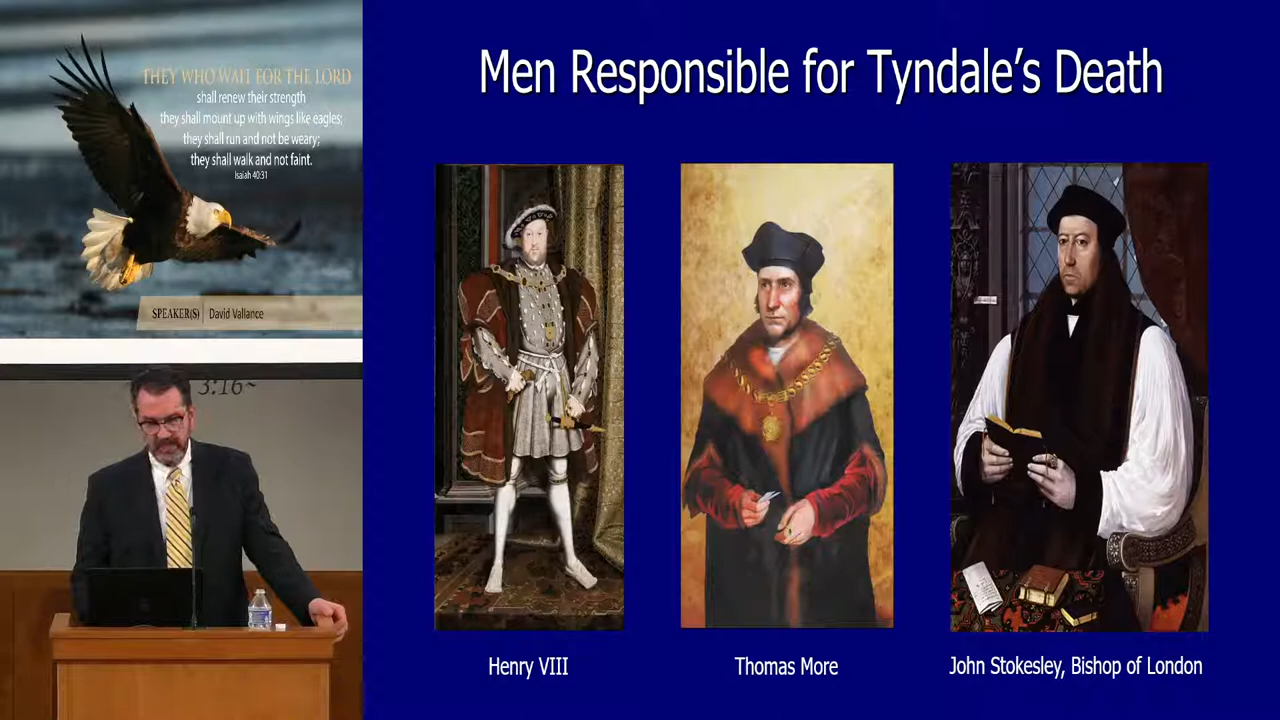 THEY WHO WAIT FOR THE LORD
shall renew their strength
they shall mount up with wings like eagles;
they shall run and not be weary;
they shall walk and not faint.
Isaiah 40:31
SPEAKER(S) David Vallance
3:16~
Men Responsible for Tyndale's Death
Henry VIII
Thomas More
John Stokesley, Bishop of London